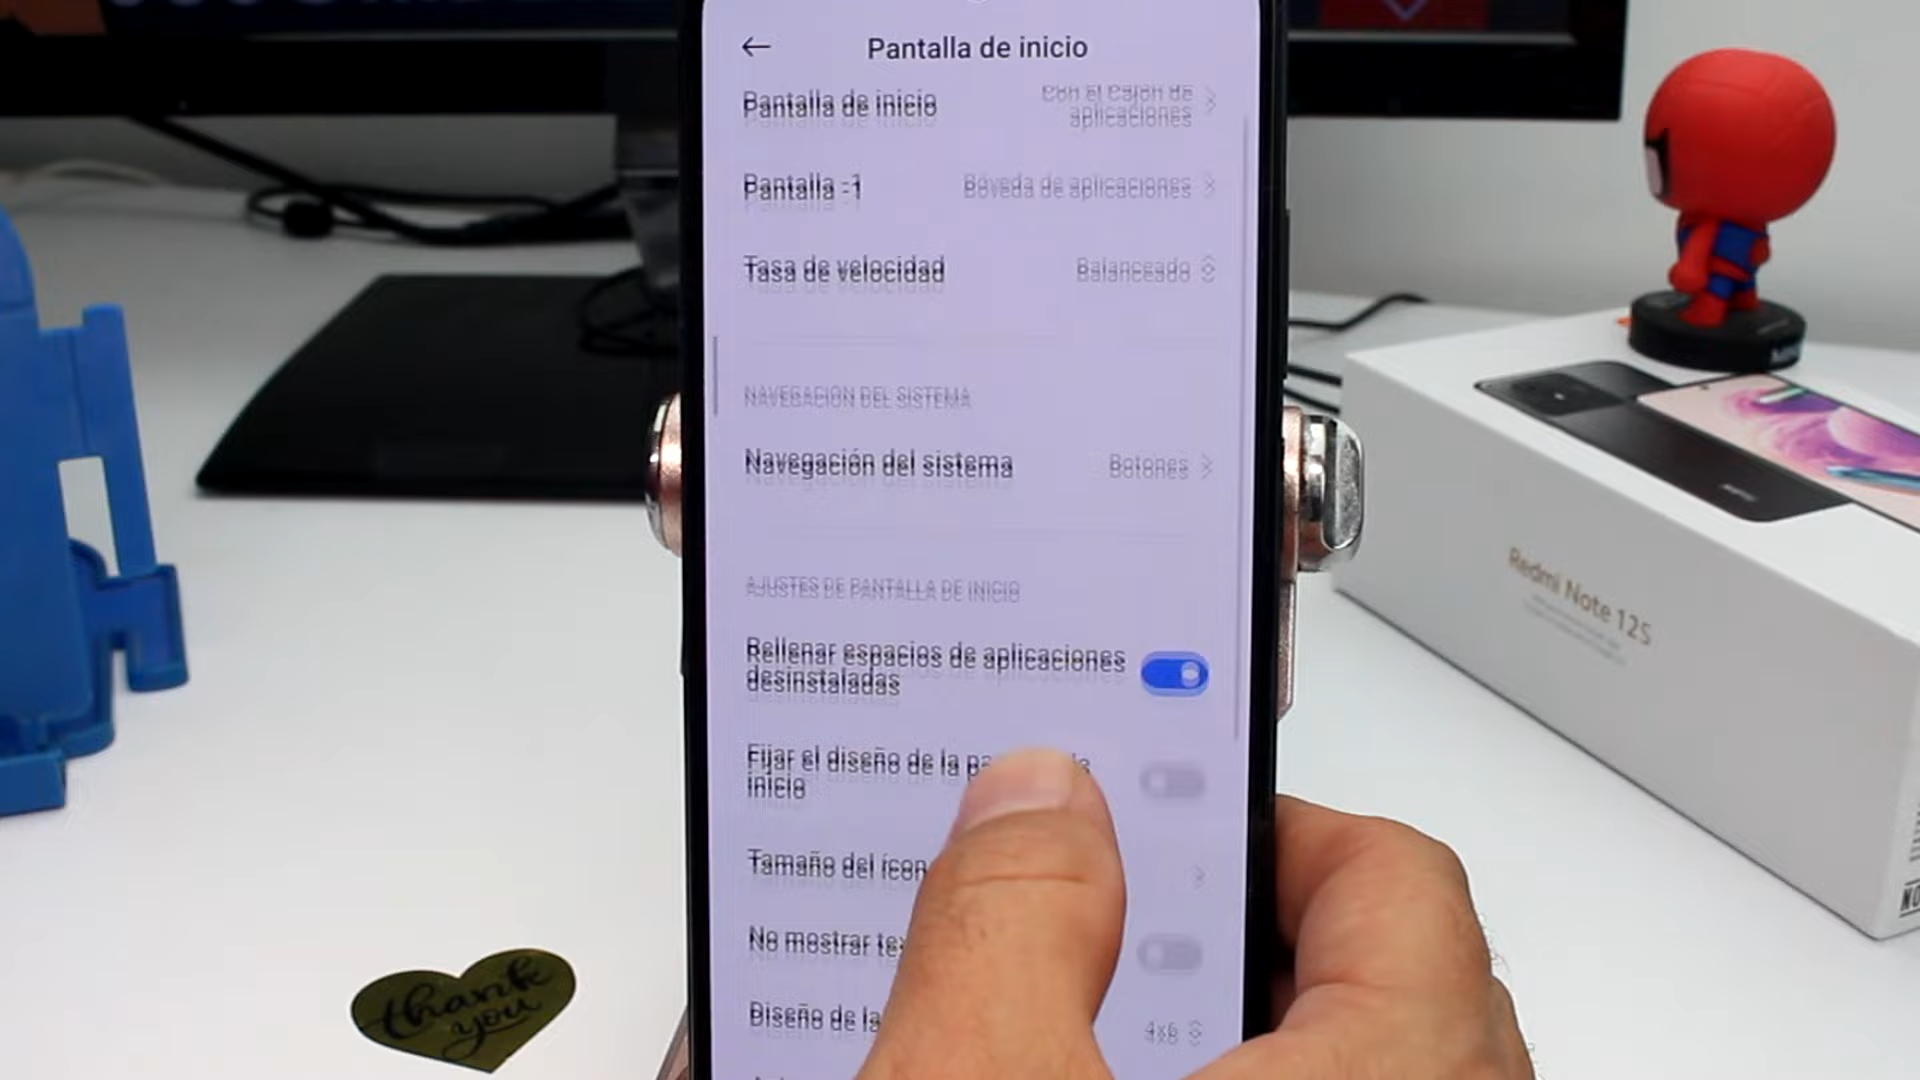 Pantalla de inicio
Pantalla de inicio
Con el Cajón de
aplicaciones
Pantalla -1
Bóveda de aplicaciones
Tasa de velocidad
Balanceado
NAVEGACIÓN DEL SISTEMA
Navegación del sistema
Botones
AJUSTES DE PANTALLA DE INICIO
Rellenar espacios de aplicaciones
desinstaladas
Fijar el diseño de la
inicio
Tamaño del
No mostrar
Diseño de la
4x6
Redmi Note 12S
thank
you